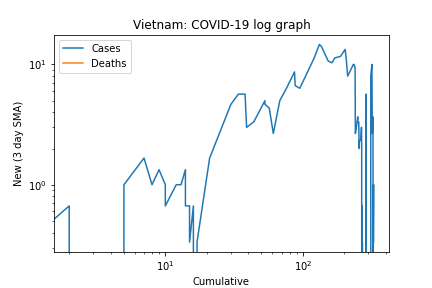 Vietnam: COVID-19 log graph
Cases
Deaths
New (3 day SMA)
10¹
10⁰
10¹
10²
Cumulative